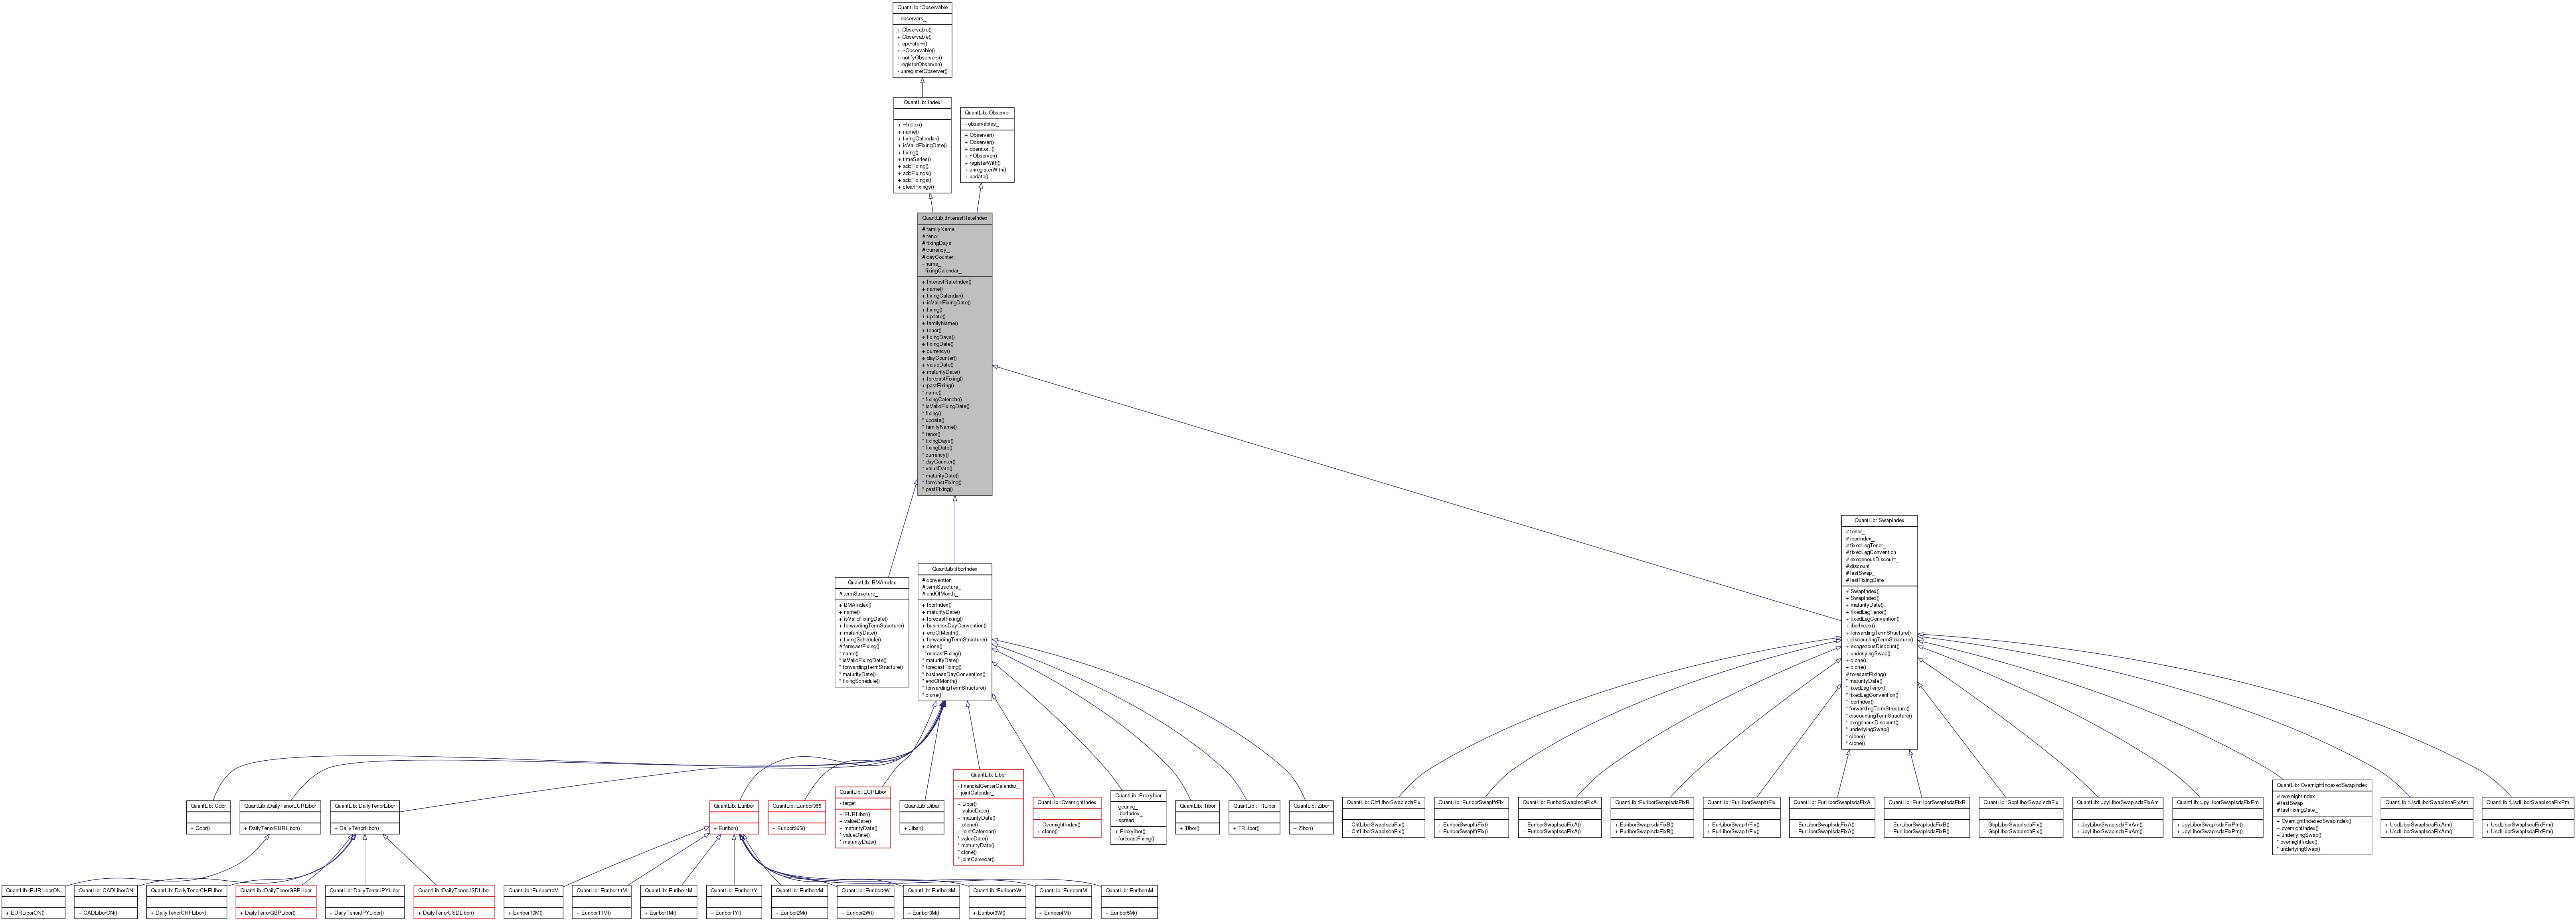 QuantLib::Observable
- observers_
+ Observable()
+ Observable()
+ operator=()
+ ~Observable()
+ notifyObservers()
- registerObserver()
- unregisterObserver()
QuantLib::Index
+ ~Index()
+ name()
+ fixingCalendar()
+ isValidFixingDate()
+ fixing()
+ timeSeries()
+ addFixing()
+ addFixings()
+ addFixings()
+ clearFixings()
QuantLib::Observer
- observables_
+ Observer()
+ Observer()
+ operator=()
+ ~Observer()
+ registerWith()
+ unregisterWith()
+ update()
QuantLib::InterestRateIndex
# familyName_
# tenor_
# fixingDays_
# currency_
# dayCounter_
- name_
- fixingCalendar_
+ InterestRateIndex()
+ name()
+ fixingCalendar()
+ isValidFixingDate()
+ fixing()
+ update()
+ familyName()
+ tenor()
+ fixingDays()
+ fixingDate()
+ currency()
+ dayCounter()
+ valueDate()
+ maturityDate()
+ forecastFixing()
+ pastFixing()
* name()
* fixingCalendar()
* isValidFixingDate()
* fixing()
* update()
* familyName()
* tenor()
* fixingDays()
* fixingDate()
* currency()
* dayCounter()
* valueDate()
* maturityDate()
* forecastFixing()
* pastFixing()
QuantLib::BMAIndex
# termStructure_
+ BMAIndex()
+ name()
+ isValidFixingDate()
+ forwardingTermStructure()
+ maturityDate()
+ fixingSchedule()
# forecastFixing()
* name()
* isValidFixingDate()
* forwardingTermStructure()
* maturityDate()
* fixingSchedule()
QuantLib::IborIndex
# convention_
# termStructure_
# endOfMonth_
+ IborIndex()
+ maturityDate()
+ forecastFixing()
+ businessDayConvention()
+ endOfMonth()
+ forwardingTermStructure()
+ clone()
- forecastFixing()
* maturityDate()
* forecastFixing()
* businessDayConvention()
* endOfMonth()
* forwardingTermStructure()
* clone()
QuantLib::SwapIndex
# tenor_
# iborIndex_
# fixedLegTenor_
# fixedLegConvention_
# exogenousDiscount_
# discount_
# lastSwap_
# lastFixingDate_
+ SwapIndex()
+ SwapIndex()
+ maturityDate()
+ fixedLegTenor()
+ fixedLegConvention()
+ iborIndex()
+ forwardingTermStructure()
+ discountingTermStructure()
+ exogenousDiscount()
+ underlyingSwap()
+ clone()
+ clone()
# forecastFixing()
* maturityDate()
* fixedLegTenor()
* fixedLegConvention()
* iborIndex()
* forwardingTermStructure()
* discountingTermStructure()
* exogenousDiscount()
* underlyingSwap()
* clone()
* clone()
QuantLib::Cdor
+ Cdor()
QuantLib::DailyTenorEURLibor
+ DailyTenorEURLibor()
QuantLib::DailyTenorLibor
+ DailyTenorLibor()
QuantLib::Euribor
+ Euribor()
QuantLib::Euribor365
+ Euribor365()
QuantLib::EURLibor
- target_
+ EURLibor()
+ valueDate()
+ maturityDate()
* valueDate()
* maturityDate()
QuantLib::Jibar
+ Jibar()
QuantLib::Libor
- financialCenterCalendar_
- jointCalendar_
+ Libor()
+ valueDate()
+ maturityDate()
+ clone()
+ jointCalendar()
* valueDate()
* maturityDate()
* clone()
* jointCalendar()
QuantLib::OvernightIndex
+ OvernightIndex()
+ clone()
QuantLib::ProxyIbor
- gearing_
- iborIndex_
- spread_
+ ProxyIbor()
- forecastFixing()
QuantLib::Tibor
+ Tibor()
QuantLib::TRLibor
+ TRLibor()
QuantLib::Zibor
+ Zibor()
QuantLib::ChfLiborSwapIsdaFix
+ ChfLiborSwapIsdaFix()
+ ChfLiborSwapIsdaFix()
QuantLib::EuriborSwapIfrFix
+ EuriborSwapIfrFix()
+ EuriborSwapIfrFix()
QuantLib::EuriborSwapIsdaFixA
+ EuriborSwapIsdaFixA()
+ EuriborSwapIsdaFixA()
QuantLib::EuriborSwapIsdaFixB
+ EuriborSwapIsdaFixB()
+ EuriborSwapIsdaFixB()
QuantLib::EurLiborSwapIfrFix
+ EurLiborSwapIfrFix()
+ EurLiborSwapIfrFix()
QuantLib::EurLiborSwapIsdaFixA
+ EurLiborSwapIsdaFixA()
+ EurLiborSwapIsdaFixA()
QuantLib::EurLiborSwapIsdaFixB
+ EurLiborSwapIsdaFixB()
+ EurLiborSwapIsdaFixB()
QuantLib::GbpLiborSwapIsdaFix
+ GbpLiborSwapIsdaFix()
+ GbpLiborSwapIsdaFix()
QuantLib::JpyLiborSwapIsdaFixAm
+ JpyLiborSwapIsdaFixAm()
+ JpyLiborSwapIsdaFixAm()
QuantLib::JpyLiborSwapIsdaFixPm
+ JpyLiborSwapIsdaFixPm()
+ JpyLiborSwapIsdaFixPm()
QuantLib::OvernightIndexedSwapIndex
# overnightIndex_
# lastSwap_
# lastFixingDate_
+ OvernightIndexedSwapIndex()
+ overnightIndex()
+ underlyingSwap()
* overnightIndex()
* underlyingSwap()
QuantLib::UsdLiborSwapIsdaFixAm
+ UsdLiborSwapIsdaFixAm()
+ UsdLiborSwapIsdaFixAm()
QuantLib::UsdLiborSwapIsdaFixPm
+ UsdLiborSwapIsdaFixPm()
+ UsdLiborSwapIsdaFixPm()
QuantLib::EURLiborON
+ EURLiborON()
QuantLib::CADLiborON
+ CADLiborON()
QuantLib::DailyTenorCHFLibor
+ DailyTenorCHFLibor()
QuantLib::DailyTenorGBPLibor
+ DailyTenorGBPLibor()
QuantLib::DailyTenorJPYLibor
+ DailyTenorJPYLibor()
QuantLib::DailyTenorUSDLibor
+ DailyTenorUSDLibor()
QuantLib::Euribor10M
+ Euribor10M()
QuantLib::Euribor11M
+ Euribor11M()
QuantLib::Euribor1M
+ Euribor1M()
QuantLib::Euribor1Y
+ Euribor1Y()
QuantLib::Euribor2M
+ Euribor2M()
QuantLib::Euribor2W
+ Euribor2W()
QuantLib::Euribor3M
+ Euribor3M()
QuantLib::Euribor3W
+ Euribor3W()
QuantLib::Euribor4M
+ Euribor4M()
QuantLib::Euribor5M
+ Euribor5M()